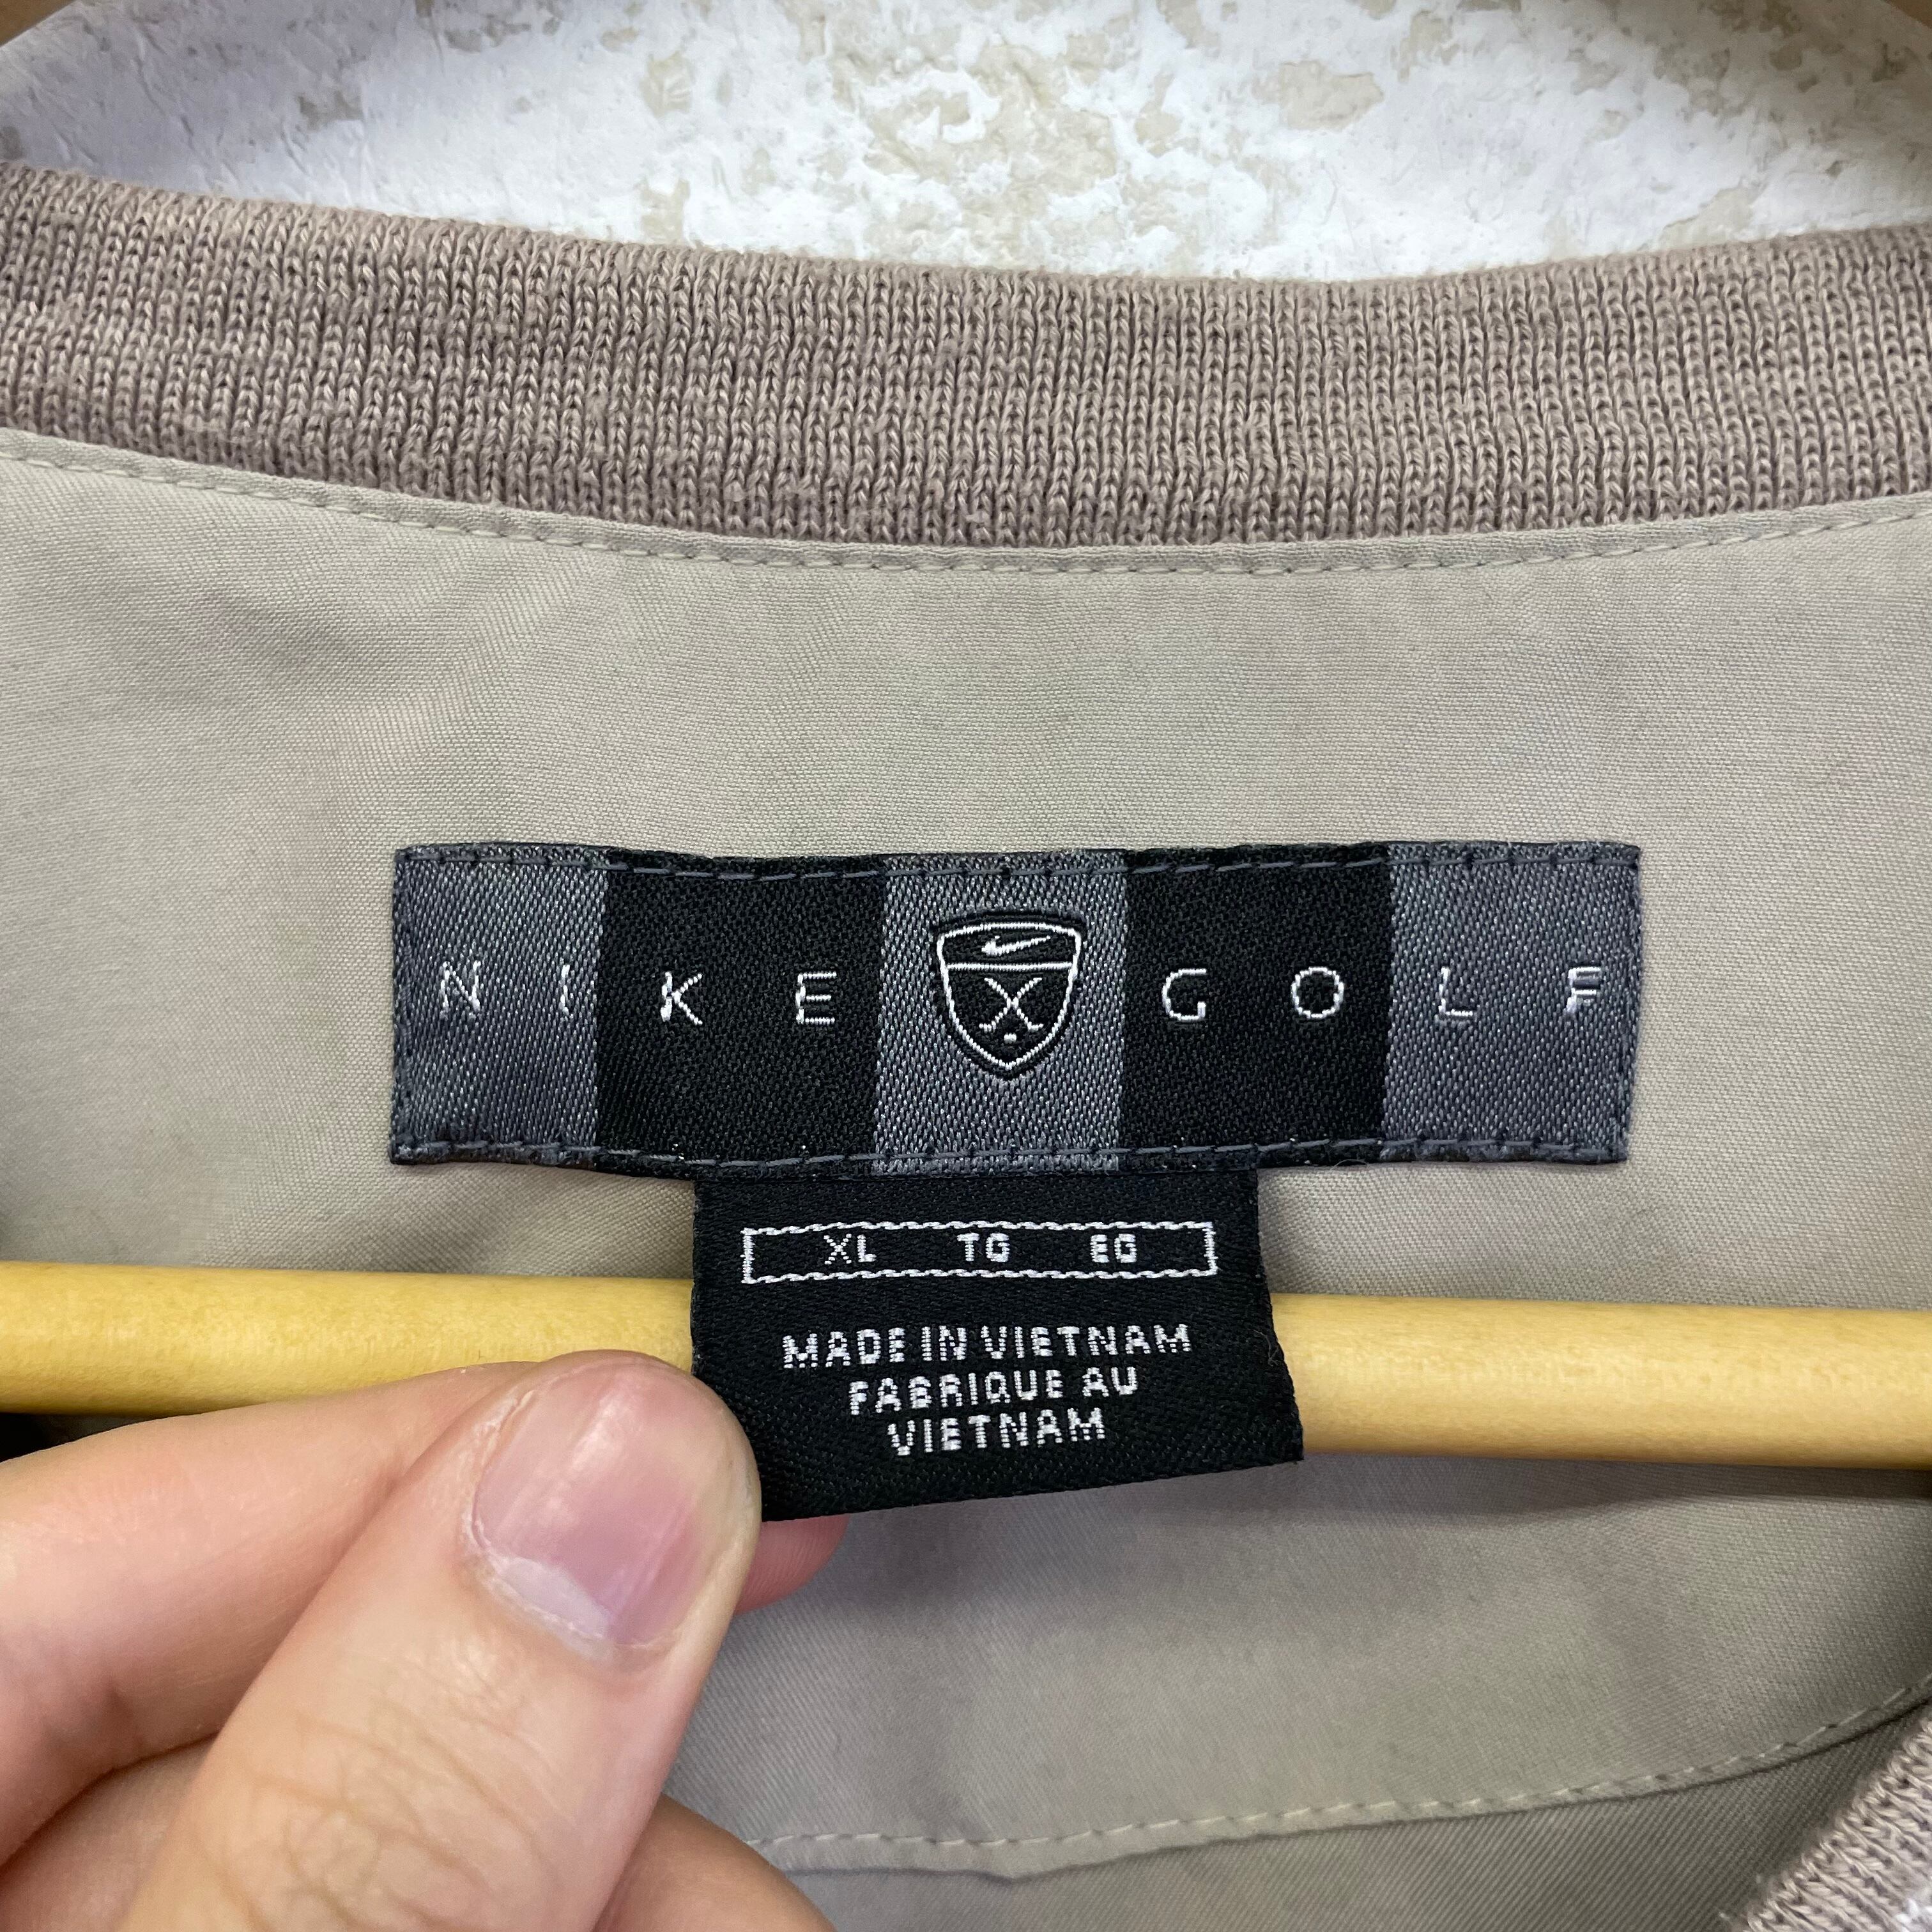 NIKE GOLF
XL TG EG
MADE IN VIETNAM
FABRIQUE AU
VIETNAM